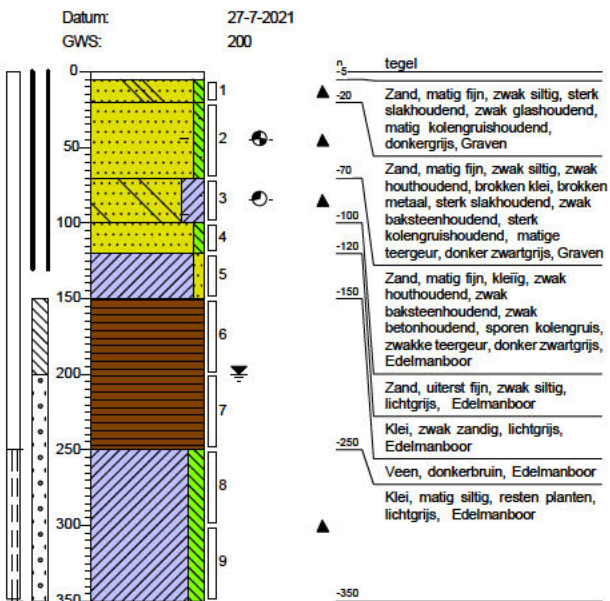 Datum: 27-7-2021
GWS: 200
0
50
100
150
200
250
300
350
1
2
3
4
5
6
7
8
9
n
-5 tegel
-20
Zand, matig fijn, zwak siltig, sterk
slakhoudend, zwak glashoudend,
matig kolengruishoudend,
donkergrijs, Graven
-70
Zand, matig fijn, zwak siltig, zwak
houthoudend, brokken klei, brokken
metaal, sterk slakhoudend, zwak
baksteenhoudend, sterk
kolengruishoudend, matige
teergeur, donker zwartgrijs, Graven
-100
Zand, matig fijn, kleiïg, zwak
houthoudend, zwak
baksteenhoudend, zwak
betonhoudend, sporen kolengruis,
zwakke teergeur, donker zwartgrijs,
Edelmanboor
-120
Zand, uiterst fijn, zwak siltig,
lichtgrijs, Edelmanboor
-150
Klei, zwak zandig, lichtgrijs,
Edelmanboor
Veen, donkerbruin, Edelmanboor
-250
Klei, matig siltig, resten planten,
lichtgrijs, Edelmanboor
-350